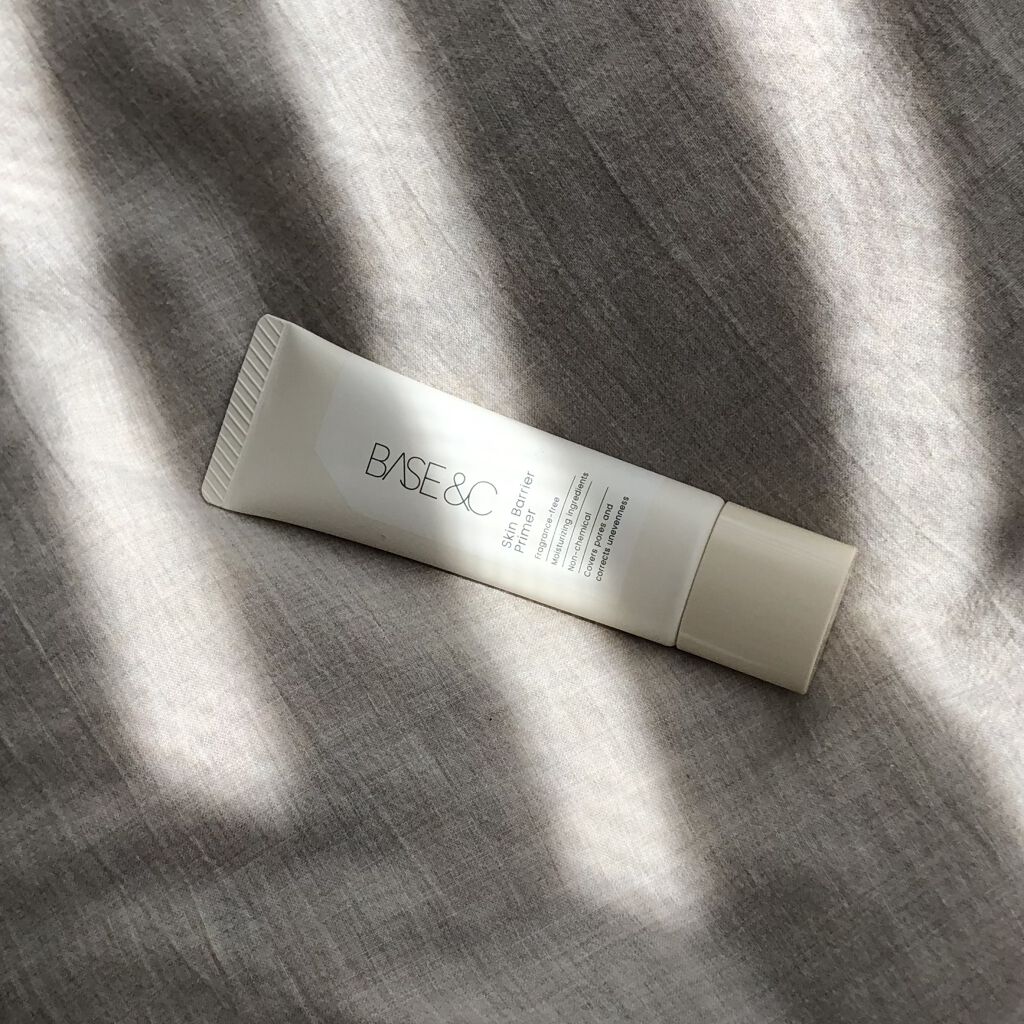 BASE &C
Skin Barrier
Primer
Fragrance-free
Moisturizing Ingredients
Non-chemical
Covers pores and
corrects unevenness